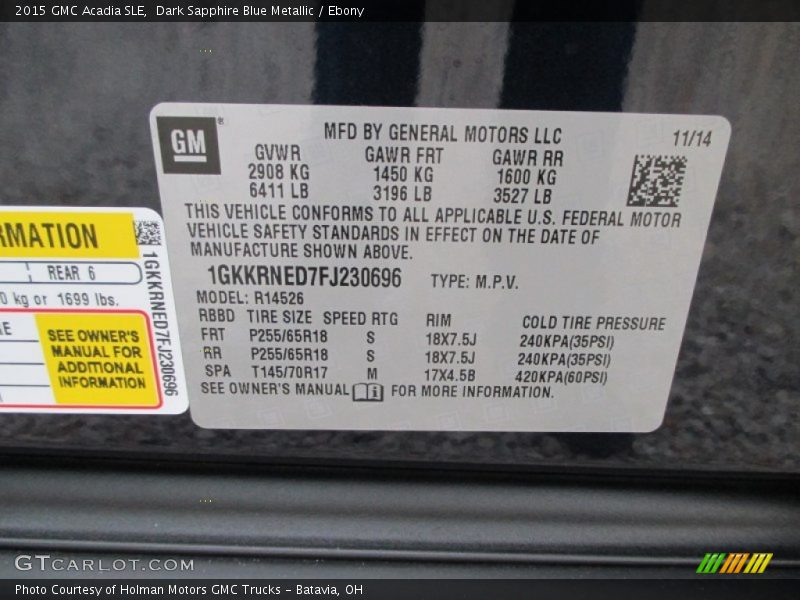 2015 GMC Acadia SLE, Dark Sapphire Blue Metallic / Ebony
GM
®
MFD BY GENERAL MOTORS LLC
11/14
GVWR GAWR FRT GAWR RR
2908 KG 1450 KG 1600 KG
6411 LB 3196 LB 3527 LB
THIS VEHICLE CONFORMS TO ALL APPLICABLE U.S. FEDERAL MOTOR
VEHICLE SAFETY STANDARDS IN EFFECT ON THE DATE OF
MANUFACTURE SHOWN ABOVE.
1GKKRNED7FJ230696 TYPE: M.P.V.
MODEL: R14526
RBBD TIRE SIZE SPEED RTG RIM COLD TIRE PRESSURE
FRT P255/65R18 S 18X7.5J 240KPA(35PSI)
RR P255/65R18 S 18X7.5J 240KPA(35PSI)
SPA T145/70R17 M 17X4.5B 420KPA(60PSI)
SEE OWNER'S MANUAL FOR MORE INFORMATION.
RMATION
REAR 6
0 kg or 1699 lbs.
SEE OWNER'S
MANUAL FOR
ADDITIONAL
INFORMATION
1GKKRNED7FJ230696
GTCARLOT.COM
Photo Courtesy of Holman Motors GMC Trucks - Batavia, OH